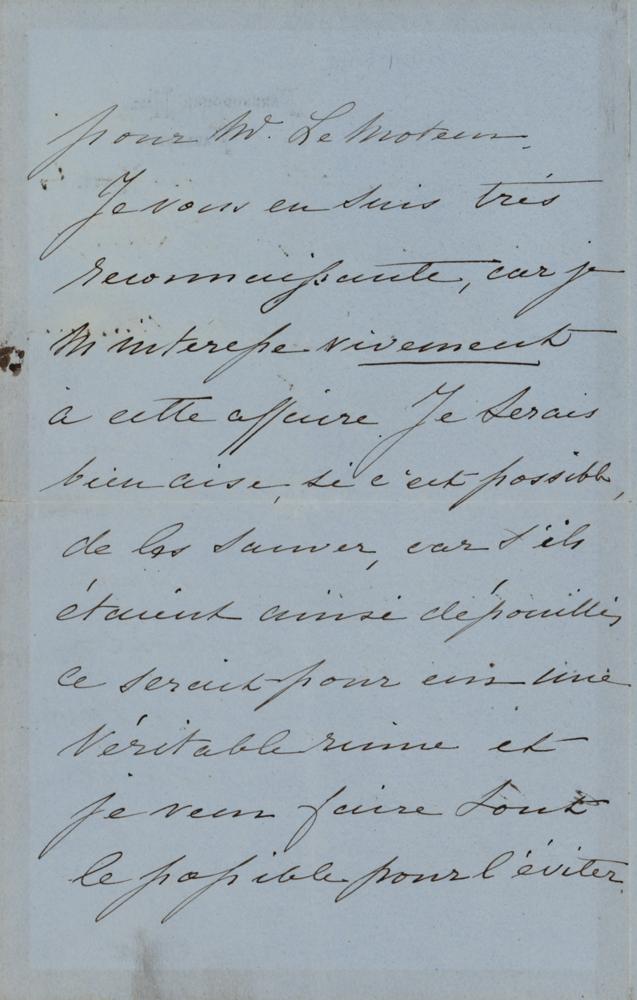 pour Mr. Le Moteur.
Je vous en suis très
reconnaissante, car je
m'intéresse vivement
à cette affaire. Je serais
bien aise, si c'est possible,
de les sauver, car s'ils
étaient ainsi dépouillés
ce serait pour eux une
véritable ruine et
je veux faire tout
le possible pour l'éviter.